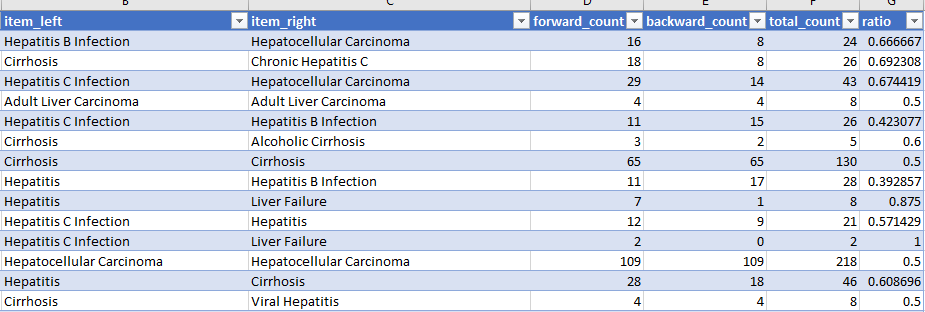 B C D E F G
item_left item_right forward_count backward_count total_count ratio
Hepatitis B Infection Hepatocellular Carcinoma 16 8 24 0.666667
Cirrhosis Chronic Hepatitis C 18 8 26 0.692308
Hepatitis C Infection Hepatocellular Carcinoma 29 14 43 0.674419
Adult Liver Carcinoma Adult Liver Carcinoma 4 4 8 0.5
Hepatitis C Infection Hepatitis B Infection 11 15 26 0.423077
Cirrhosis Alcoholic Cirrhosis 3 2 5 0.6
Cirrhosis Cirrhosis 65 65 130 0.5
Hepatitis Hepatitis B Infection 11 17 28 0.392857
Hepatitis Liver Failure 7 1 8 0.875
Hepatitis C Infection Hepatitis 12 9 21 0.571429
Hepatitis C Infection Liver Failure 2 0 2 1
Hepatocellular Carcinoma Hepatocellular Carcinoma 109 109 218 0.5
Hepatitis Cirrhosis 28 18 46 0.608696
Cirrhosis Viral Hepatitis 4 4 8 0.5